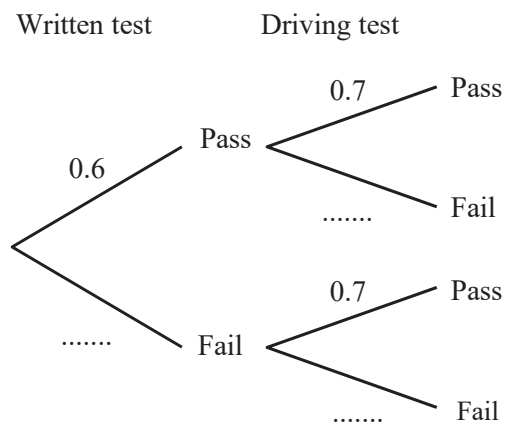 Written test Driving test
0.7 Pass
Pass
0.6
....... Fail
0.7 Pass
....... Fail
....... Fail